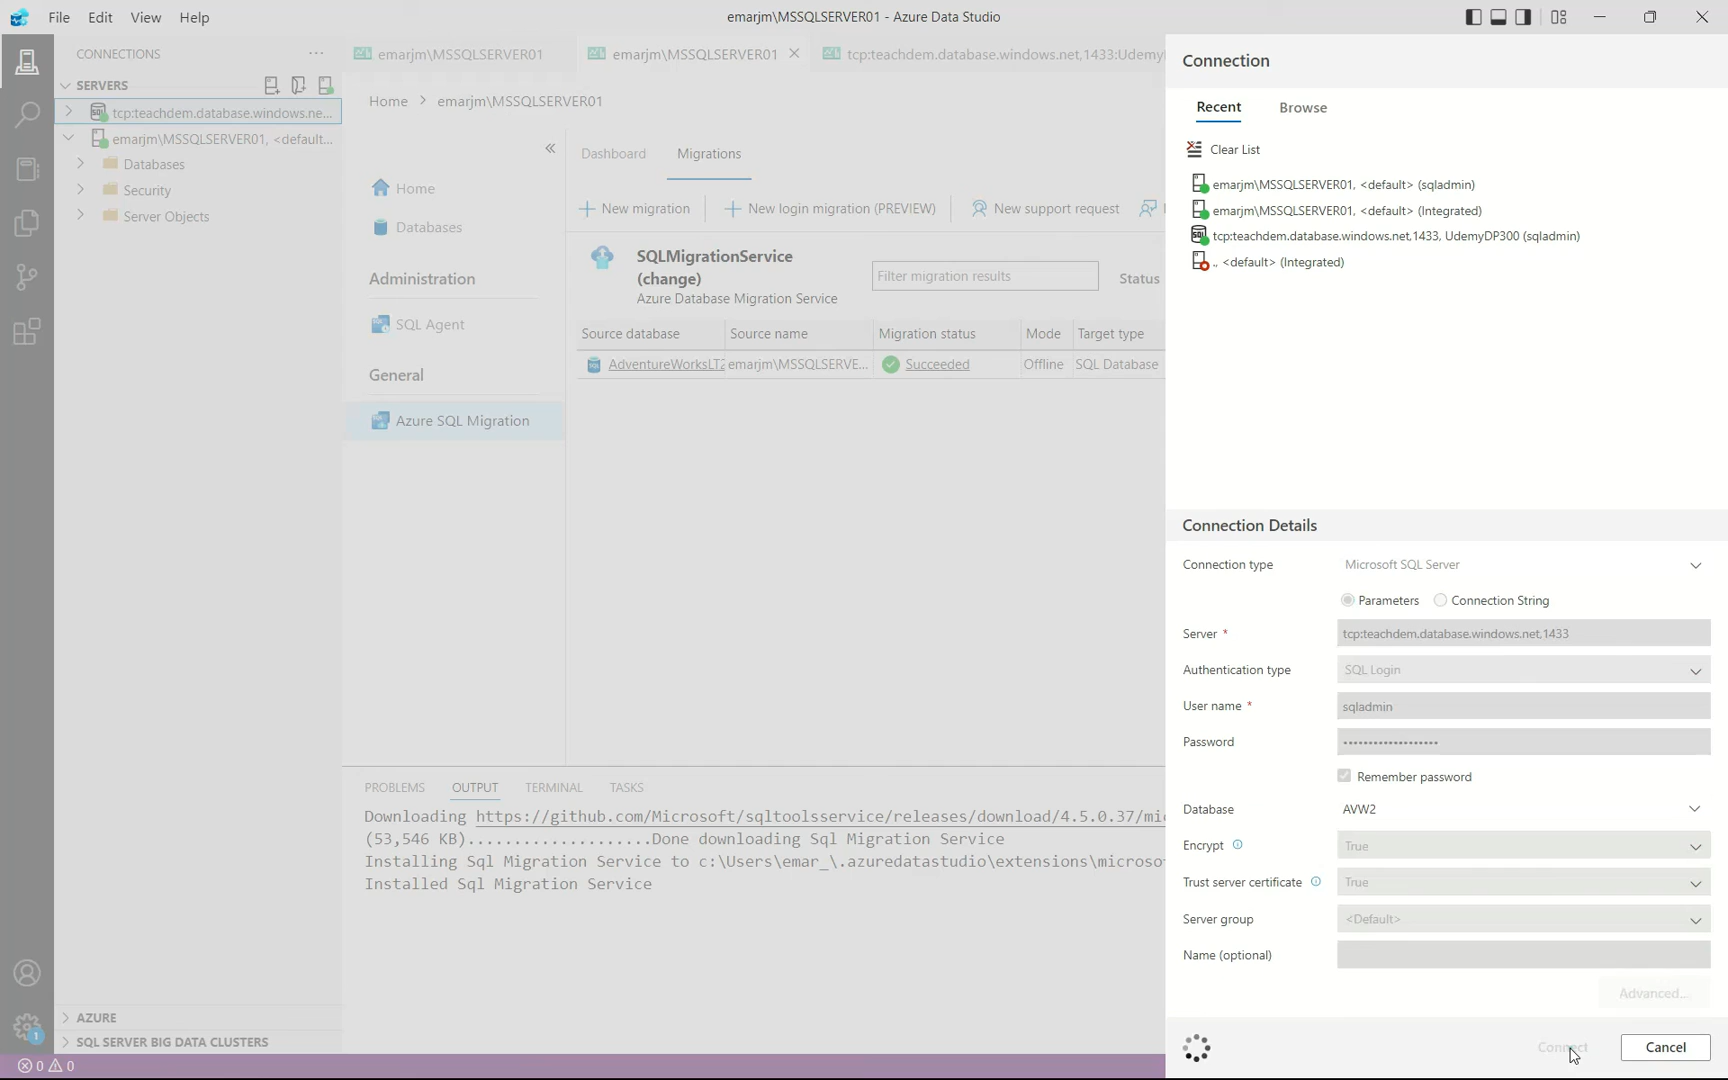 File Edit View Help
emarjm\MSSQLSERVER01 - Azure Data Studio
CONNECTIONS
SERVERS
tcp:teachdem.database.windows.ne...
emarjm\MSSQLSERVER01, <default...
Databases
Security
Server Objects
AZURE
SQL SERVER BIG DATA CLUSTERS
1
0 0
emarjm\MSSQLSERVER01
emarjm\MSSQLSERVER01
tcp:teachdem.database.windows.net,1433:Udemy
Home > emarjm\MSSQLSERVER01
Home
Databases
Administration
SQL Agent
General
Azure SQL Migration
Dashboard Migrations
New migration New login migration (PREVIEW) New support request
SQLMigrationService
(change)
Azure Database Migration Service
Filter migration results
Status
Source database Source name Migration status Mode Target type
AdventureWorksLT2 emarjm\MSSQLSERVE... Succeeded Offline SQL Database
PROBLEMS OUTPUT TERMINAL TASKS
Downloading https://github.com/Microsoft/sqltoolsservice/releases/download/4.5.0.37/mi
(53,546 KB)....................Done downloading Sql Migration Service
Installing Sql Migration Service to c:\Users\emar_\.azuredatastudio\extensions\microso
Installed Sql Migration Service
Connection
Recent Browse
Clear List
emarjm\MSSQLSERVER01, <default> (sqladmin)
emarjm\MSSQLSERVER01, <default> (Integrated)
tcp:teachdem.database.windows.net,1433, UdemyDP300 (sqladmin)
., <default> (Integrated)
Connection Details
Connection type Microsoft SQL Server
Parameters Connection String
Server * tcp:teachdem.database.windows.net,1433
Authentication type SQL Login
User name * sqladmin
Password
Remember password
Database AVW2
Encrypt True
Trust server certificate True
Server group <Default>
Name (optional)
Advanced...
Connect Cancel